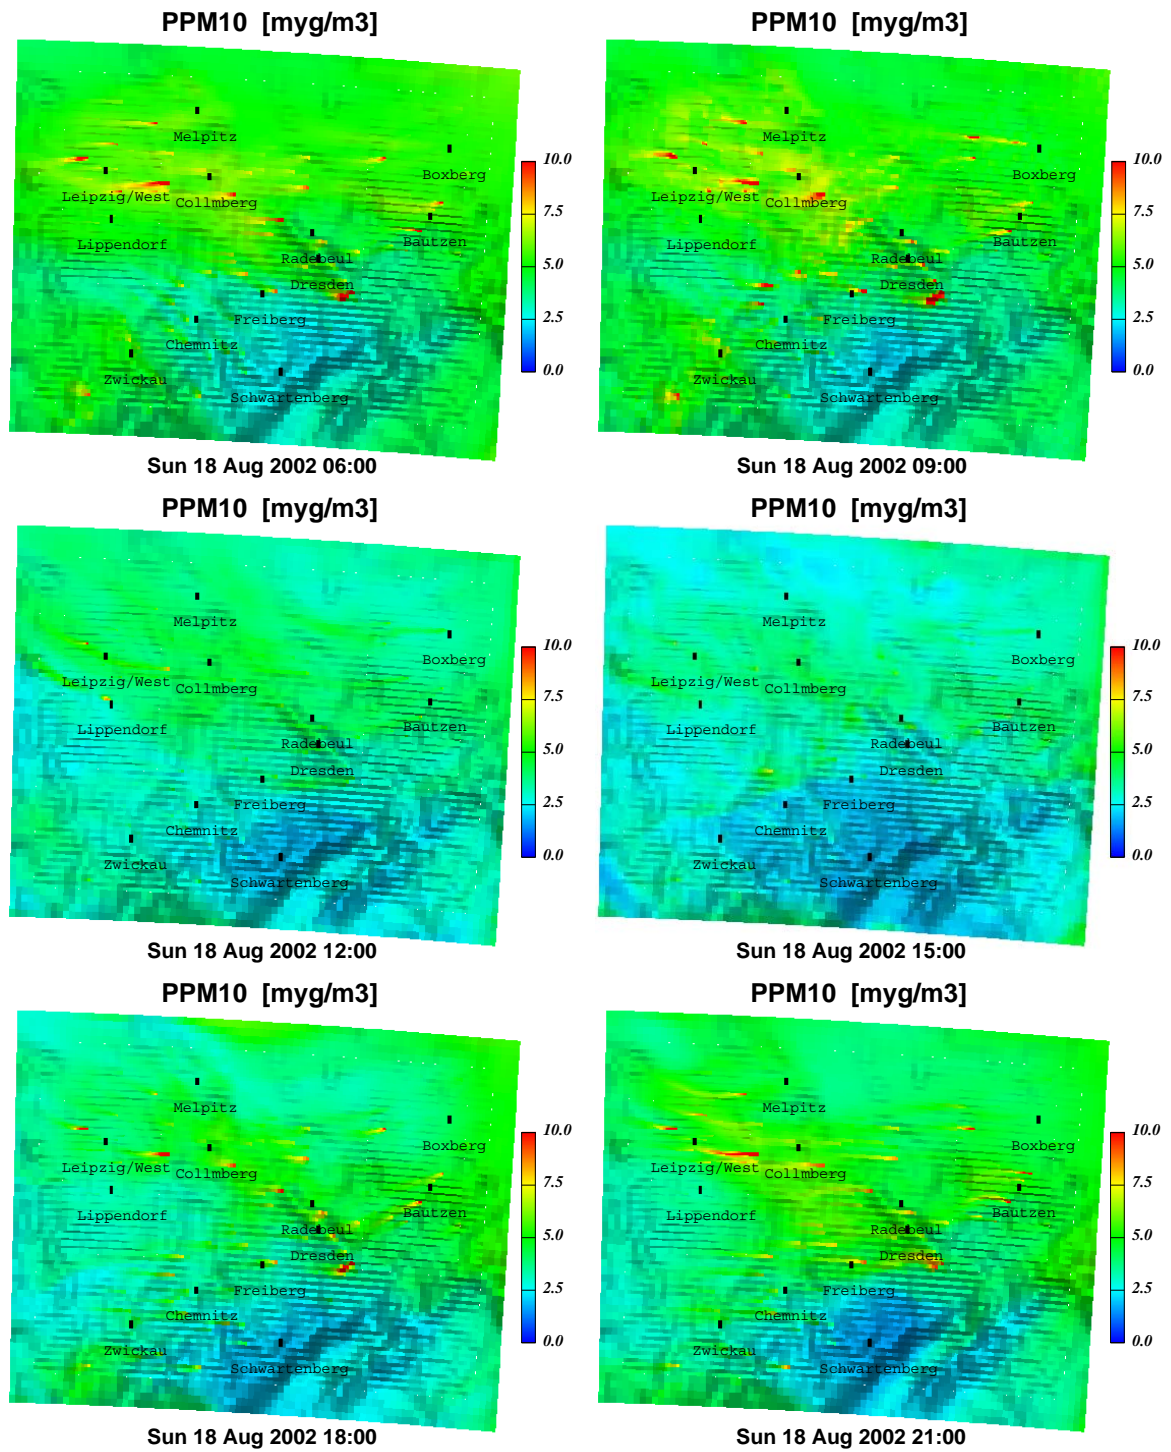 PPM10 [myg/m3]
PPM10 [myg/m3]
Melpitz
Boxberg
Leipzig/West
Collmberg
Lippendorf
Bautzen
Radebeul
Dresden
Freiberg
Chemnitz
Zwickau
Schwartenberg
10.0
7.5
5.0
2.5
0.0
Melpitz
Boxberg
Leipzig/West
Collmberg
Lippendorf
Bautzen
Radebeul
Dresden
Freiberg
Chemnitz
Zwickau
Schwartenberg
10.0
7.5
5.0
2.5
0.0
Sun 18 Aug 2002 06:00
Sun 18 Aug 2002 09:00
PPM10 [myg/m3]
PPM10 [myg/m3]
Melpitz
Boxberg
Leipzig/West
Collmberg
Lippendorf
Bautzen
Radebeul
Dresden
Freiberg
Chemnitz
Zwickau
Schwartenberg
10.0
7.5
5.0
2.5
0.0
Melpitz
Boxberg
Leipzig/West
Collmberg
Lippendorf
Bautzen
Radebeul
Dresden
Freiberg
Chemnitz
Zwickau
Schwartenberg
10.0
7.5
5.0
2.5
0.0
Sun 18 Aug 2002 12:00
Sun 18 Aug 2002 15:00
PPM10 [myg/m3]
PPM10 [myg/m3]
Melpitz
Boxberg
Leipzig/West
Collmberg
Lippendorf
Bautzen
Radebeul
Dresden
Freiberg
Chemnitz
Zwickau
Schwartenberg
10.0
7.5
5.0
2.5
0.0
Melpitz
Boxberg
Leipzig/West
Collmberg
Lippendorf
Bautzen
Radebeul
Dresden
Freiberg
Chemnitz
Zwickau
Schwartenberg
10.0
7.5
5.0
2.5
0.0
Sun 18 Aug 2002 18:00
Sun 18 Aug 2002 21:00